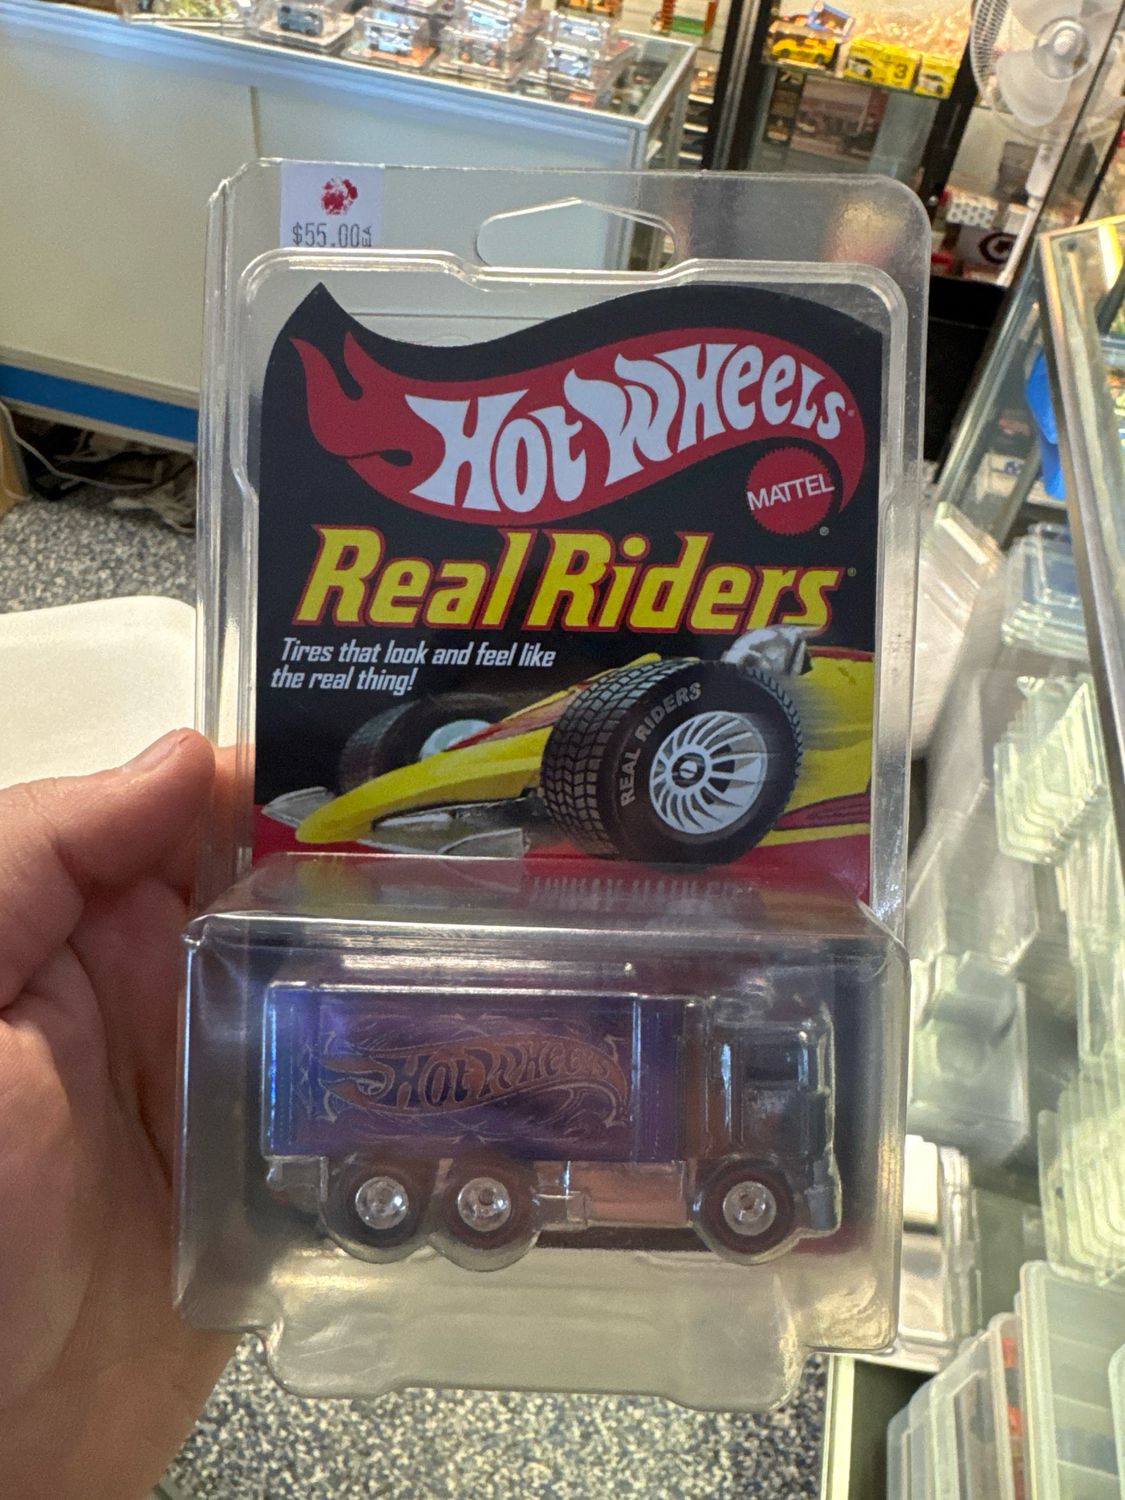 $55.00
HOT WHEELS
MATTEL
Real Riders
Tires that look and feel like
the real thing!
REAL RIDERS
HOT WHEELS
3